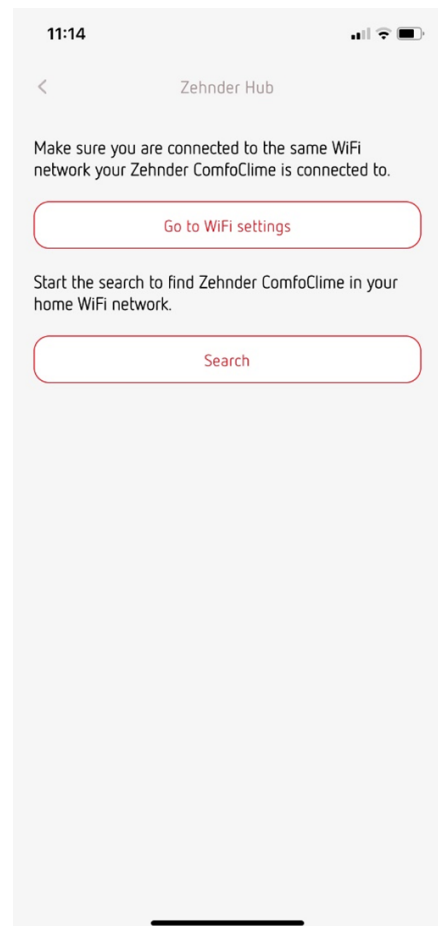 11:14
Zehnder Hub
Make sure you are connected to the same WiFi
network your Zehnder ComfoClime is connected to.
Go to WiFi settings
Start the search to find Zehnder ComfoClime in your
home WiFi network.
Search